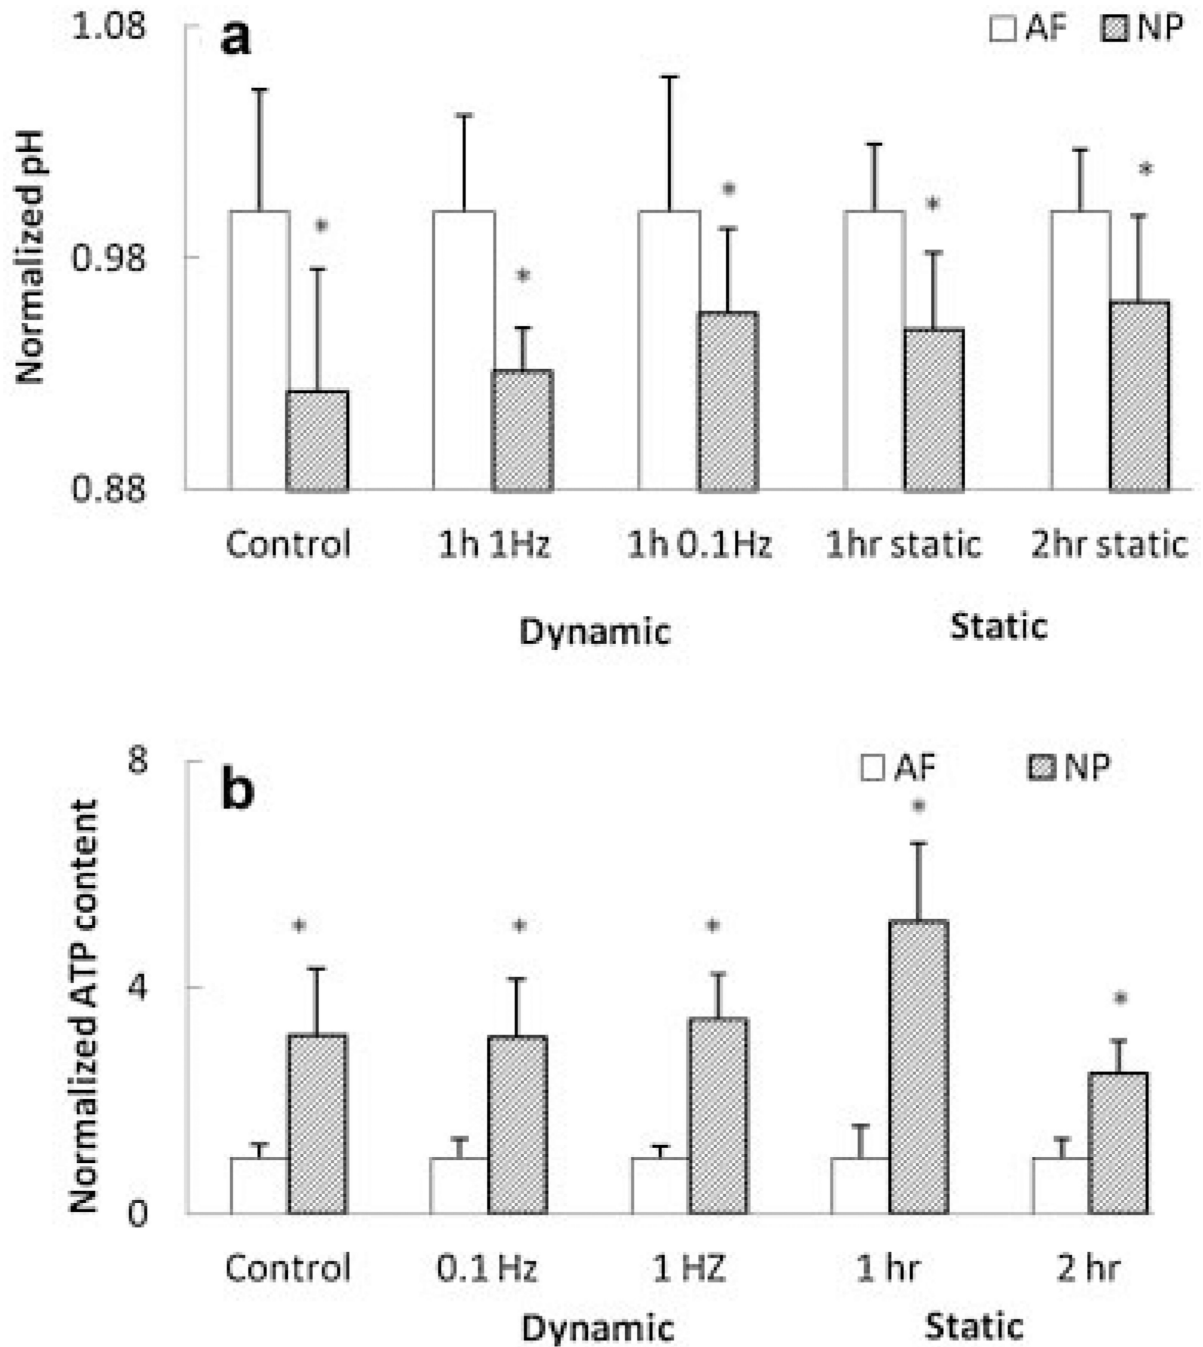 1.08
a
AF
NP
Normalized pH
*
*
*
*
*
0.98
0.88
Control
1h 1Hz
1h 0.1Hz
1hr static
2hr static
Dynamic
Static
8
b
AF
NP
Normalized ATP content
*
*
*
*
*
4
0
Control
0.1 Hz
1 HZ
1 hr
2 hr
Dynamic
Static